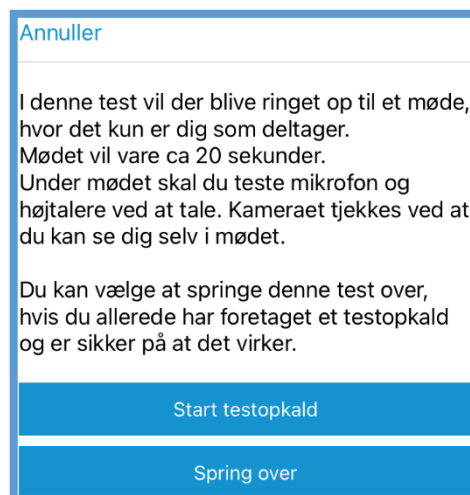 Annuller
I denne test vil der blive ringet op til et møde,
hvor det kun er dig som deltager.
Mødet vil vare ca 20 sekunder.
Under mødet skal du teste mikrofon og
højtalere ved at tale. Kameraet tjekkes ved at
du kan se dig selv i mødet.
Du kan vælge at springe denne test over,
hvis du allerede har foretaget et testopkald
og er sikker på at det virker.
Start testopkald
Spring over